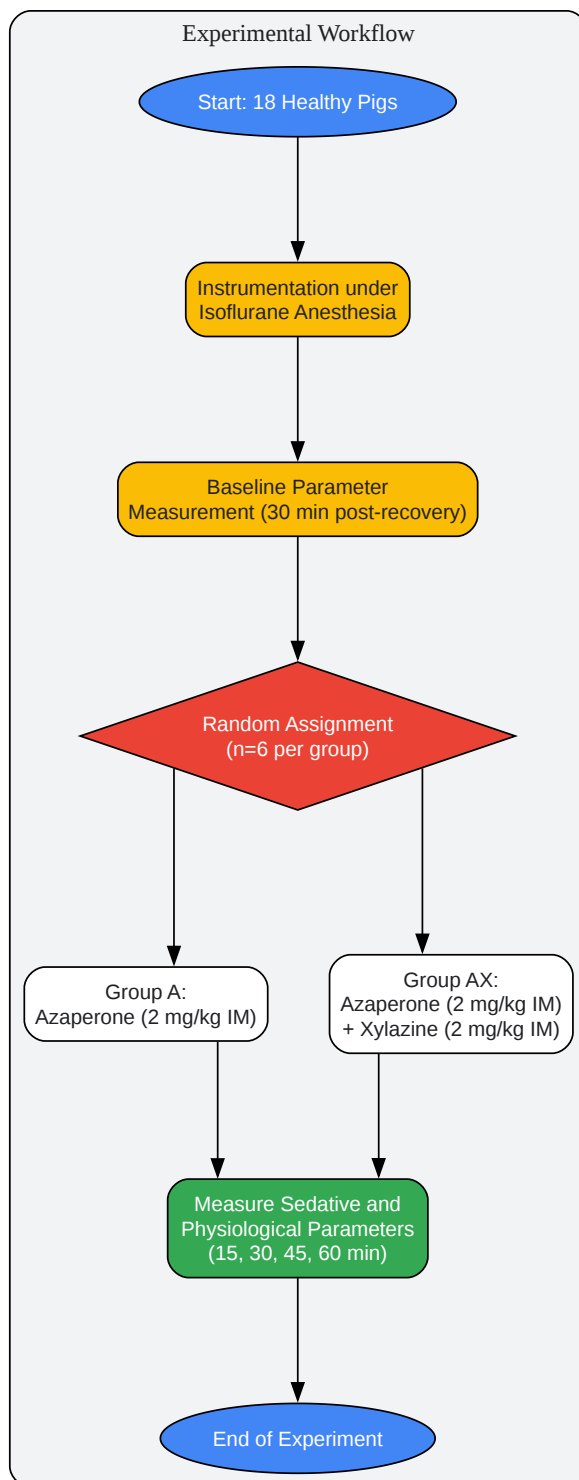 Experimental Workflow
Start: 18 Healthy Pigs
Instrumentation under
Isoflurane Anesthesia
Baseline Parameter
Measurement (30 min post-recovery)
Random Assignment
(n=6 per group)
Group A:
Azaperone (2 mg/kg IM)
Group AX:
Azaperone (2 mg/kg IM)
+ Xylazine (2 mg/kg IM)
Measure Sedative and
Physiological Parameters
(15, 30, 45, 60 min)
End of Experiment